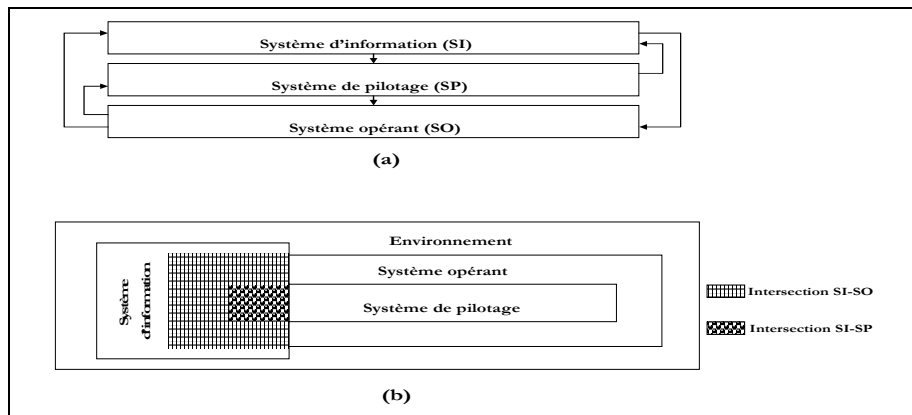 Système d'information (SI)
Système de pilotage (SP)
Système opérant (SO)
(a)
Environnement
Système opérant
Système de pilotage
Système
d'information
Intersection SI-SO
Intersection SI-SP
(b)